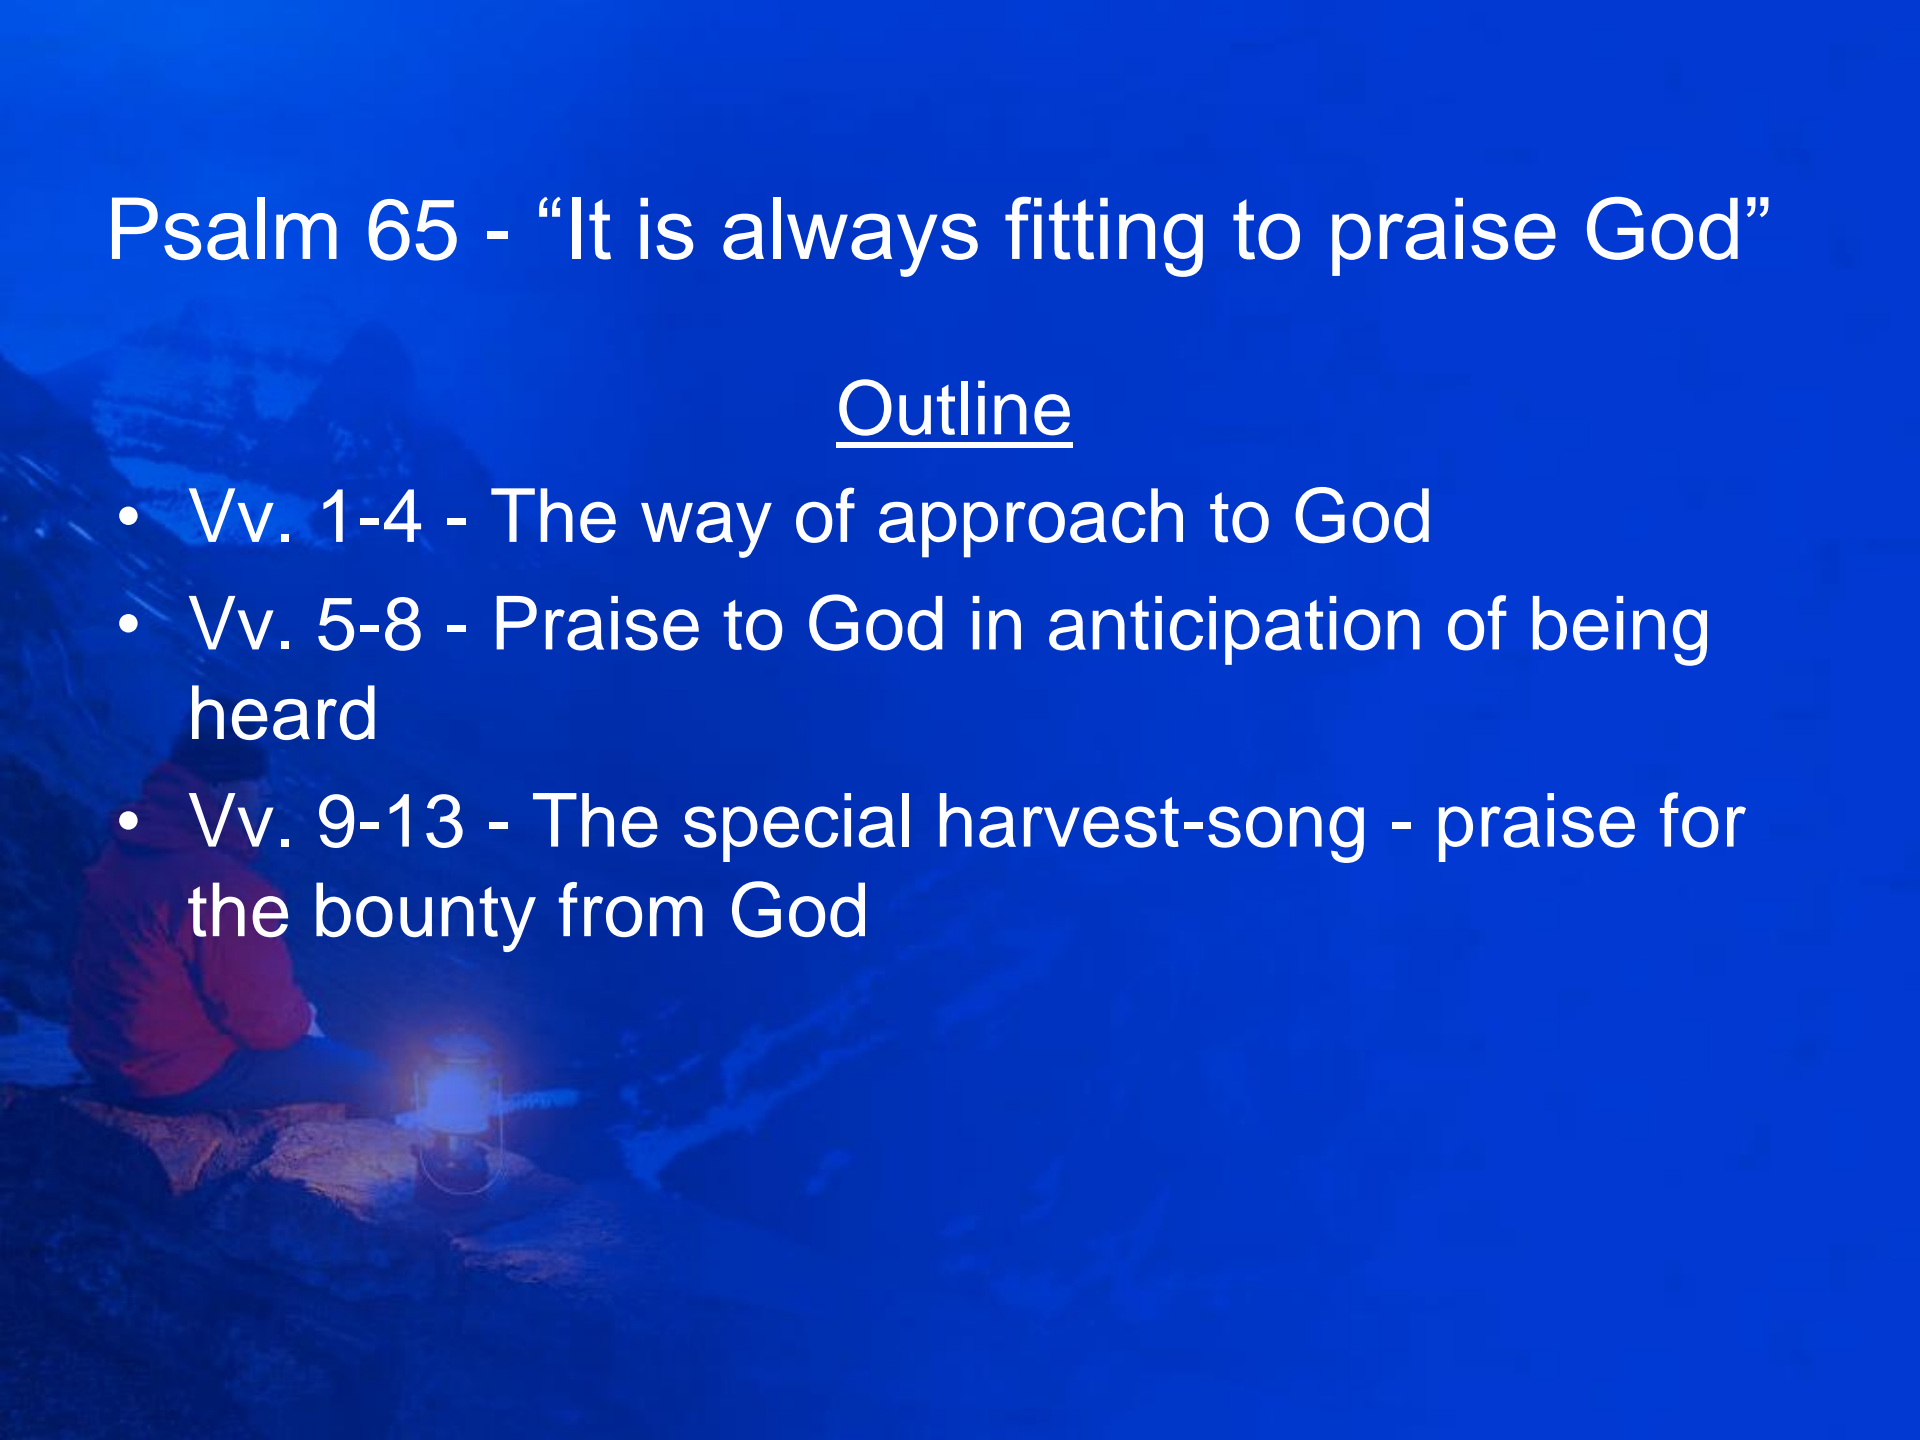 Psalm 65 - “It is always fitting to praise God”
Outline
• Vv. 1-4 - The way of approach to God
• Vv. 5-8 - Praise to God in anticipation of being
heard
• Vv. 9-13 - The special harvest-song - praise for
the bounty from God